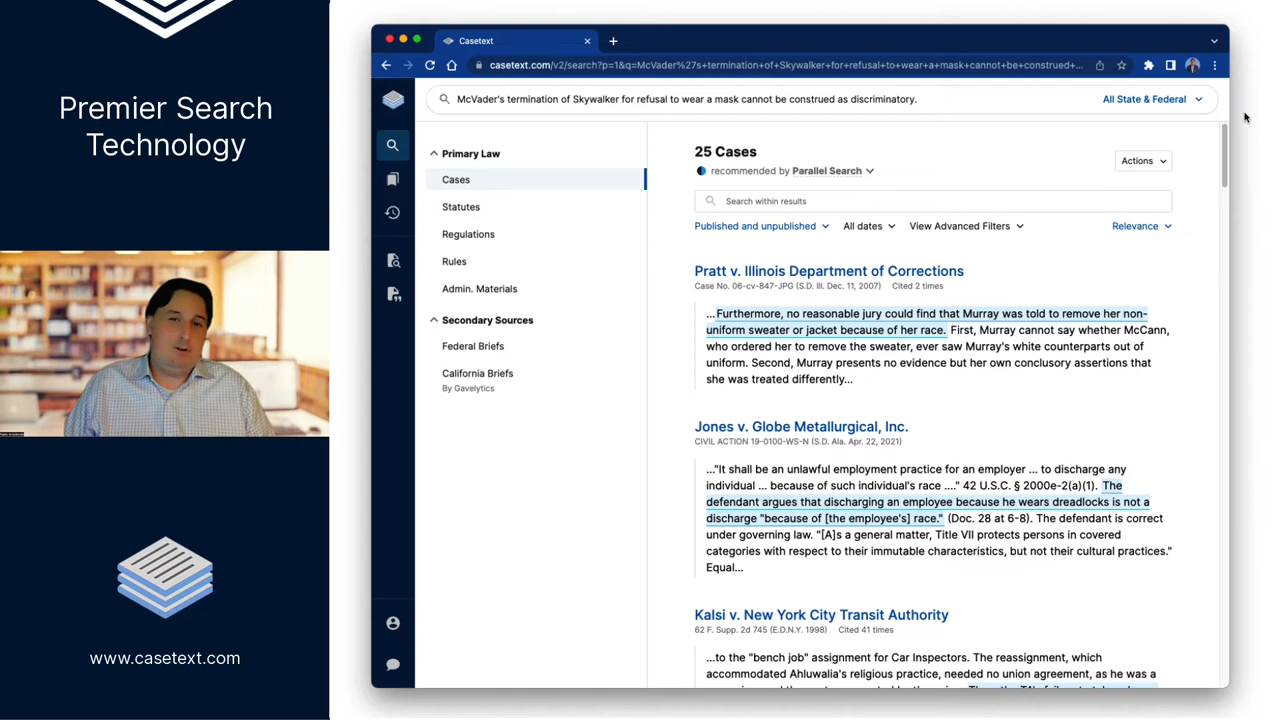 Premier Search
Technology
www.casetext.com
Casetext
casetext.com/v2/search?p=1&q=McVader%27s+termination+of+Skywalker+for+refusal+to+wear+a+mask+cannot+be+construed+...
McVader's termination of Skywalker for refusal to wear a mask cannot be construed as discriminatory.
All State & Federal
Primary Law
Cases
Statutes
Regulations
Rules
Admin. Materials
Secondary Sources
Federal Briefs
California Briefs
By Gavelytics
25 Cases
Actions
recommended by Parallel Search
Search within results
Published and unpublished All dates View Advanced Filters Relevance
Pratt v. Illinois Department of Corrections
Case No. 06-cv-847-JPG (S.D. Ill. Dec. 11, 2007) Cited 2 times
...Furthermore, no reasonable jury could find that Murray was told to remove her non-
uniform sweater or jacket because of her race. First, Murray cannot say whether McCann,
who ordered her to remove the sweater, ever saw Murray's white counterparts out of
uniform. Second, Murray presents no evidence but her own conclusory assertions that
she was treated differently...
Jones v. Globe Metallurgical, Inc.
CIVIL ACTION 19-0100-WS-N (S.D. Ala. Apr. 22, 2021)
..."It shall be an unlawful employment practice for an employer ... to discharge any
individual ... because of such individual's race ...." 42 U.S.C. § 2000e-2(a)(1). The
defendant argues that discharging an employee because he wears dreadlocks is not a
discharge "because of [the employee's] race." (Doc. 28 at 6-8). The defendant is correct
under governing law. "[A]s a general matter, Title VII protects persons in covered
categories with respect to their immutable characteristics, but not their cultural practices."
Equal...
Kalsi v. New York City Transit Authority
62 F. Supp. 2d 745 (E.D.N.Y. 1998) Cited 41 times
...to the "bench job" assignment for Car Inspectors. The reassignment, which
accommodated Ahluwalia's religious practice, needed no union agreement, as he was a